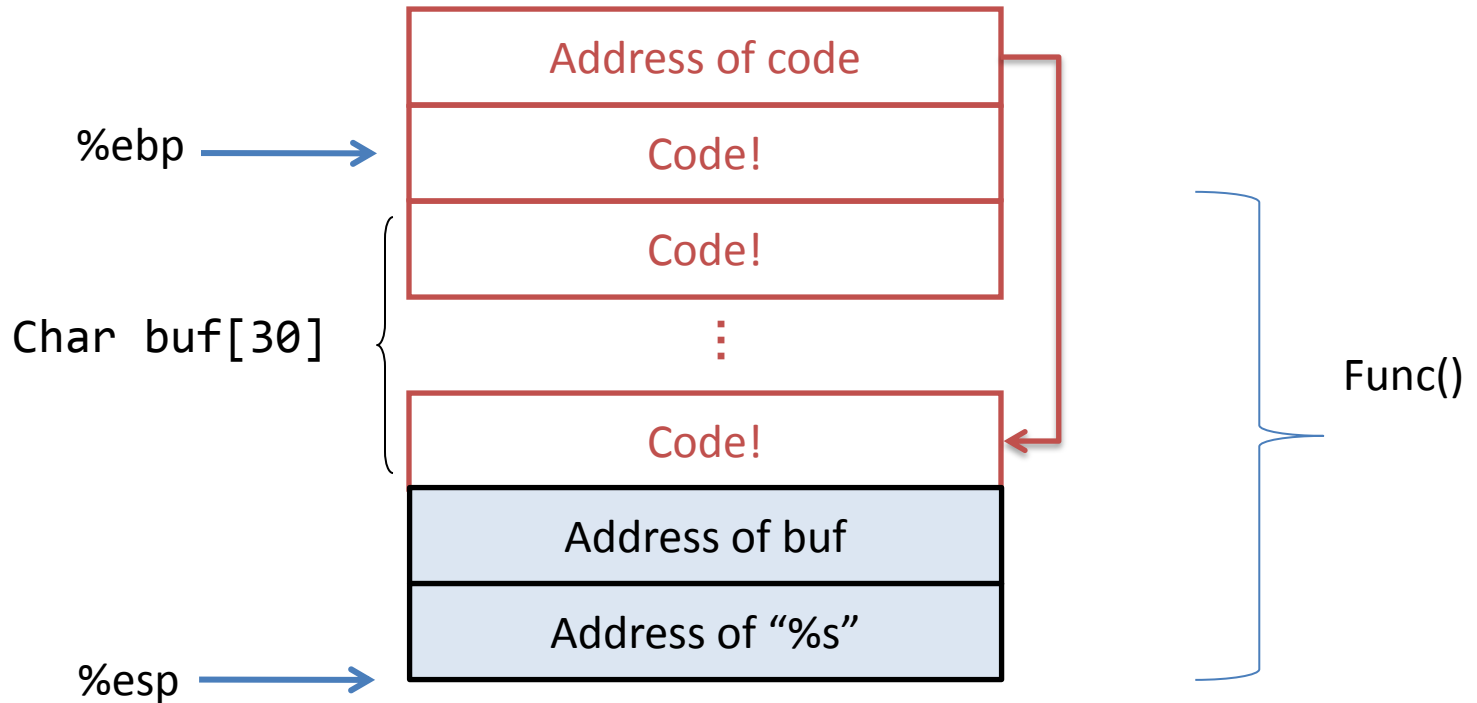 Address of code
%ebp
Code!
Code!
Char buf[30]
⋮
Func()
Code!
Address of buf
Address of “%s”
%esp